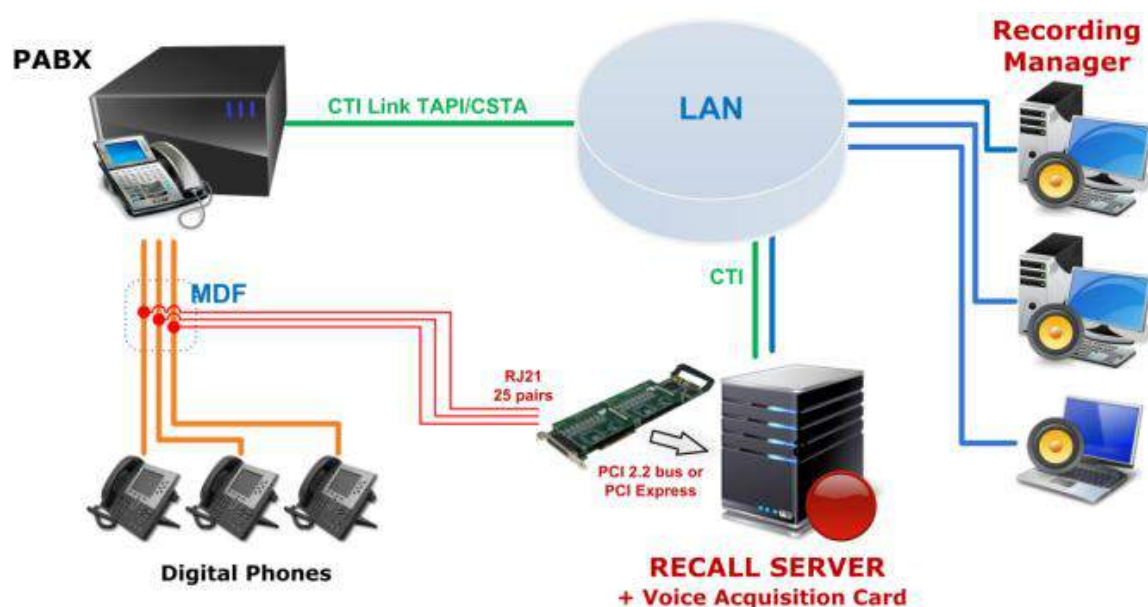 PABX
CTI Link TAPI/CSTA
LAN
Recording
Manager
CTI
MDF
RJ21
25 pairs
PCI 2.2 bus or
PCI Express
Digital Phones
RECALL SERVER
+ Voice Acquisition Card